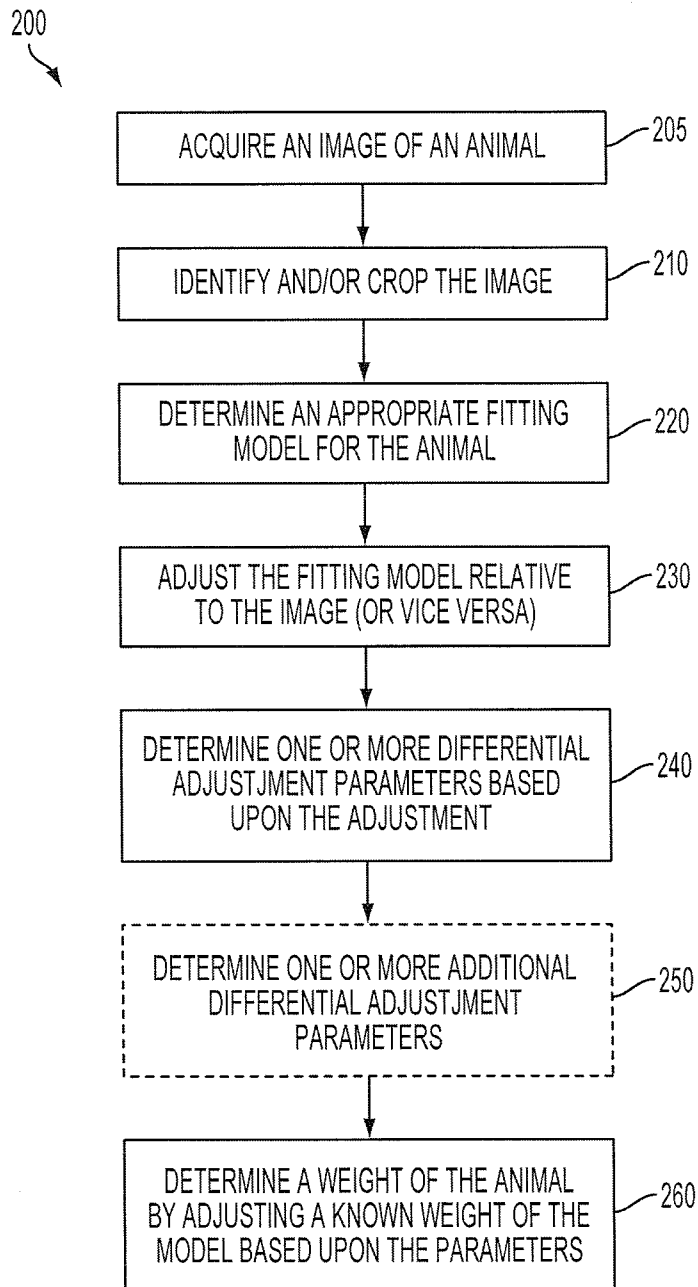 200
ACQUIRE AN IMAGE OF AN ANIMAL
205
IDENTIFY AND/OR CROP THE IMAGE
210
DETERMINE AN APPROPRIATE FITTING
MODEL FOR THE ANIMAL
220
ADJUST THE FITTING MODEL RELATIVE
TO THE IMAGE (OR VICE VERSA)
230
DETERMINE ONE OR MORE DIFFERENTIAL
ADJUSTJMENT PARAMETERS BASED
UPON THE ADJUSTMENT
240
DETERMINE ONE OR MORE ADDITIONAL
DIFFERENTIAL ADJUSTJMENT
PARAMETERS
250
DETERMINE A WEIGHT OF THE ANIMAL
BY ADJUSTING A KNOWN WEIGHT OF THE
MODEL BASED UPON THE PARAMETERS
260